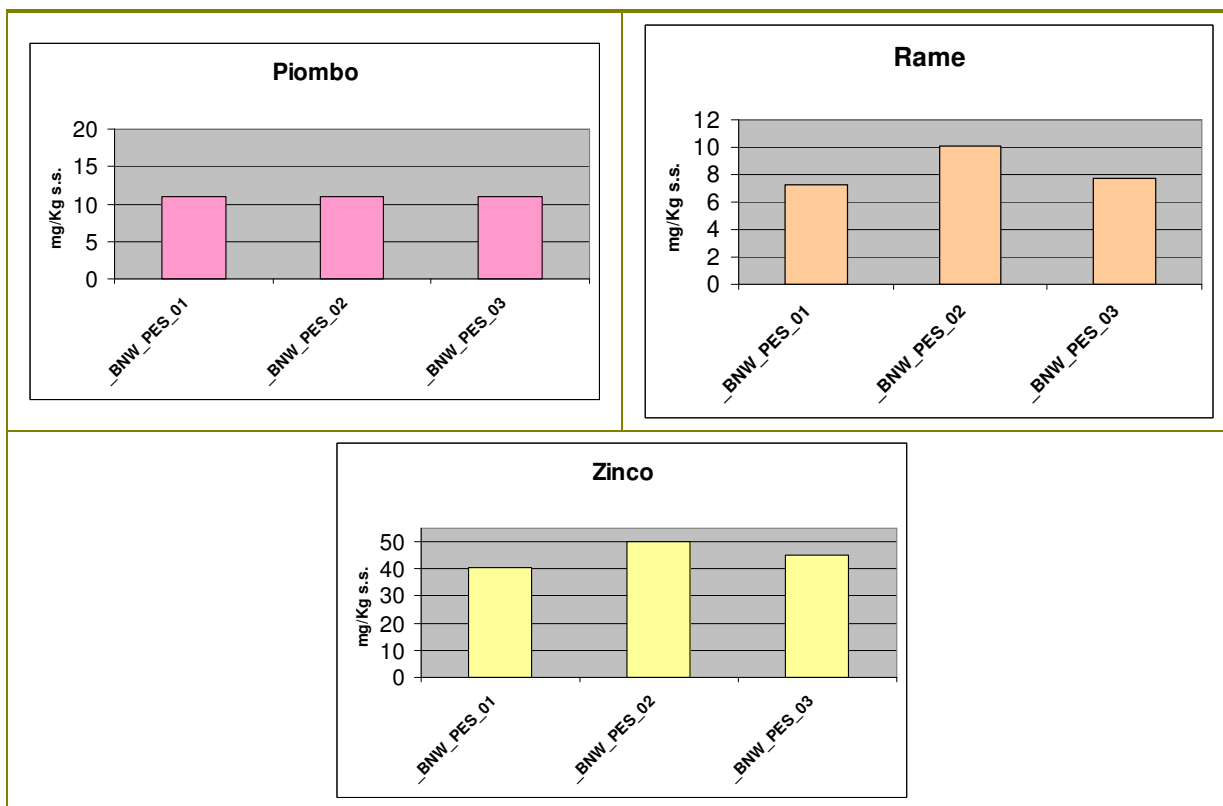 Piombo
20
15
10
5
0
mg/Kg s.s.
_BNW_PES_01
_BNW_PES_02
_BNW_PES_03
Rame
12
10
8
6
4
2
0
mg/Kg s.s.
_BNW_PES_01
_BNW_PES_02
_BNW_PES_03
Zinco
50
40
30
20
10
0
mg/Kg s.s.
_BNW_PES_01
_BNW_PES_02
_BNW_PES_03